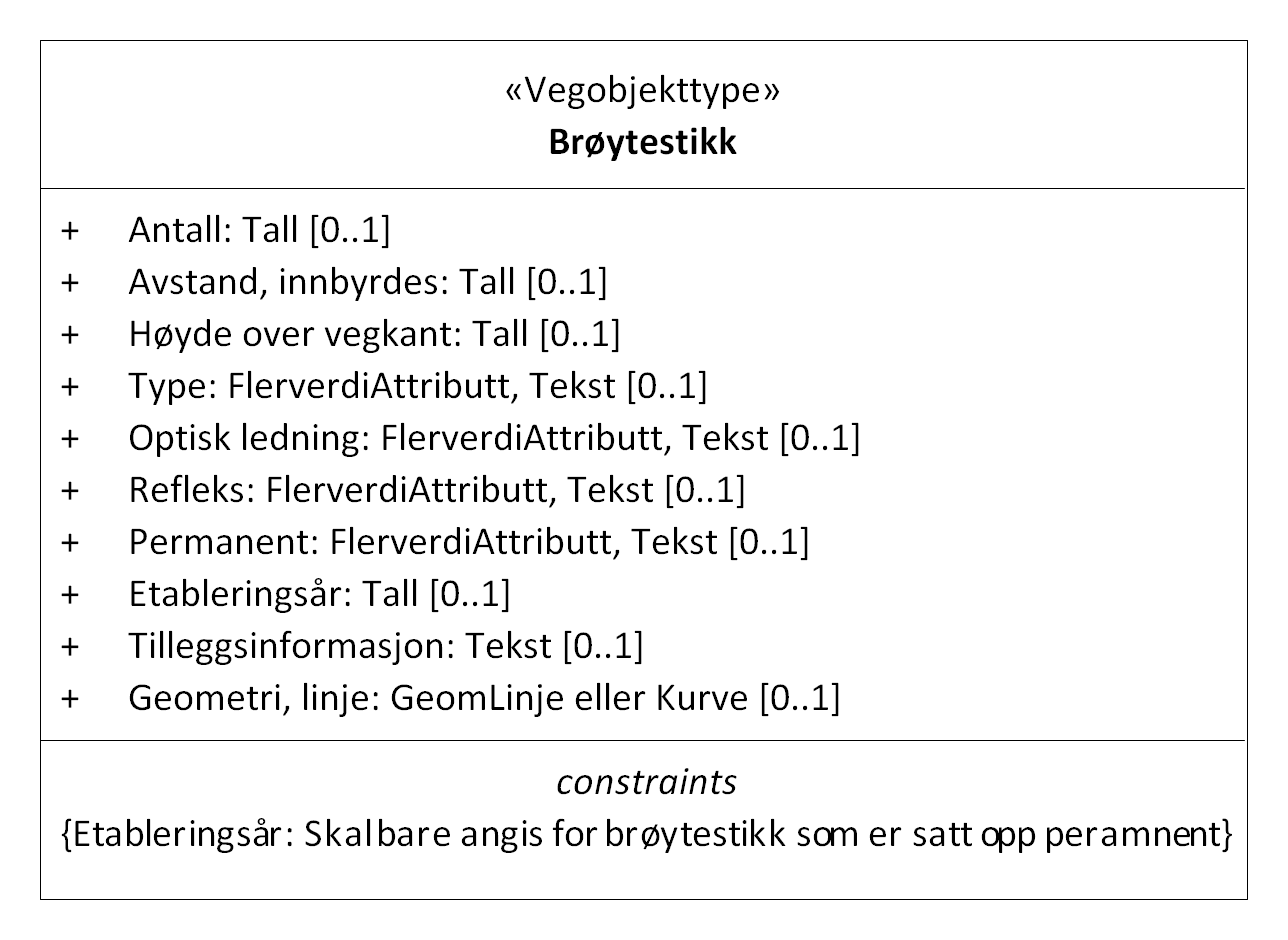 «Vegobjekttype»
Brøytestikk
+ Antall: Tall [0..1]
+ Avstand, innbyrdes: Tall [0..1]
+ Høyde over vegkant: Tall [0..1]
+ Type: FlerverdiAttributt, Tekst [0..1]
+ Optisk ledning: FlerverdiAttributt, Tekst [0..1]
+ Refleks: FlerverdiAttributt, Tekst [0..1]
+ Permanent: FlerverdiAttributt, Tekst [0..1]
+ Etableringsår: Tall [0..1]
+ Tilleggsinformasjon: Tekst [0..1]
+ Geometri, linje: GeomLinje eller Kurve [0..1]
constraints
{Etableringsår: Skal bare angis for brøytestikk som er satt opp peramnent}